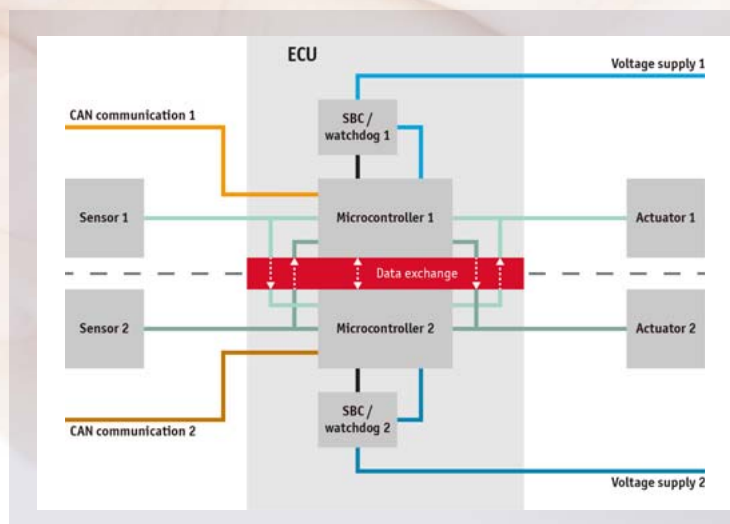 ECU
Voltage supply 1
CAN communication 1
SBC /
watchdog 1
Sensor 1
Microcontroller 1
Actuator 1
Data exchange
Sensor 2
Microcontroller 2
Actuator 2
SBC /
watchdog 2
CAN communication 2
Voltage supply 2